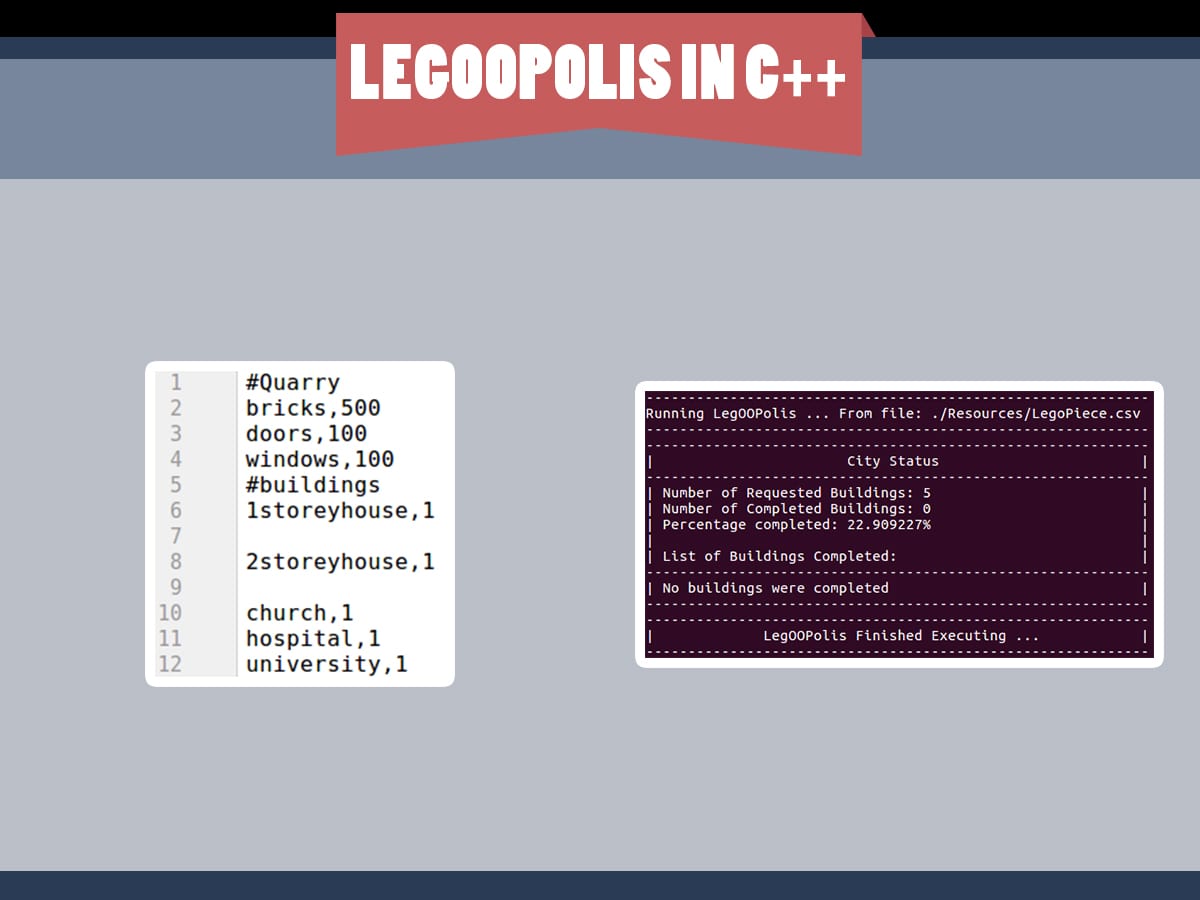 LEGOOPOLIS IN C++
1 #Quarry
2 bricks,500
3 doors,100
4 windows,100
5 #buildings
6 1storeyhouse,1
7
8 2storeyhouse,1
9
10 church,1
11 hospital,1
12 university,1
Running LegOOPolis ... From file: ./Resources/LegoPiece.csv
| City Status |
| Number of Requested Buildings: 5 |
| Number of Completed Buildings: 0 |
| Percentage completed: 22.909227% |
| |
| List of Buildings Completed: |
| No buildings were completed |
| LegOOPolis Finished Executing ... |